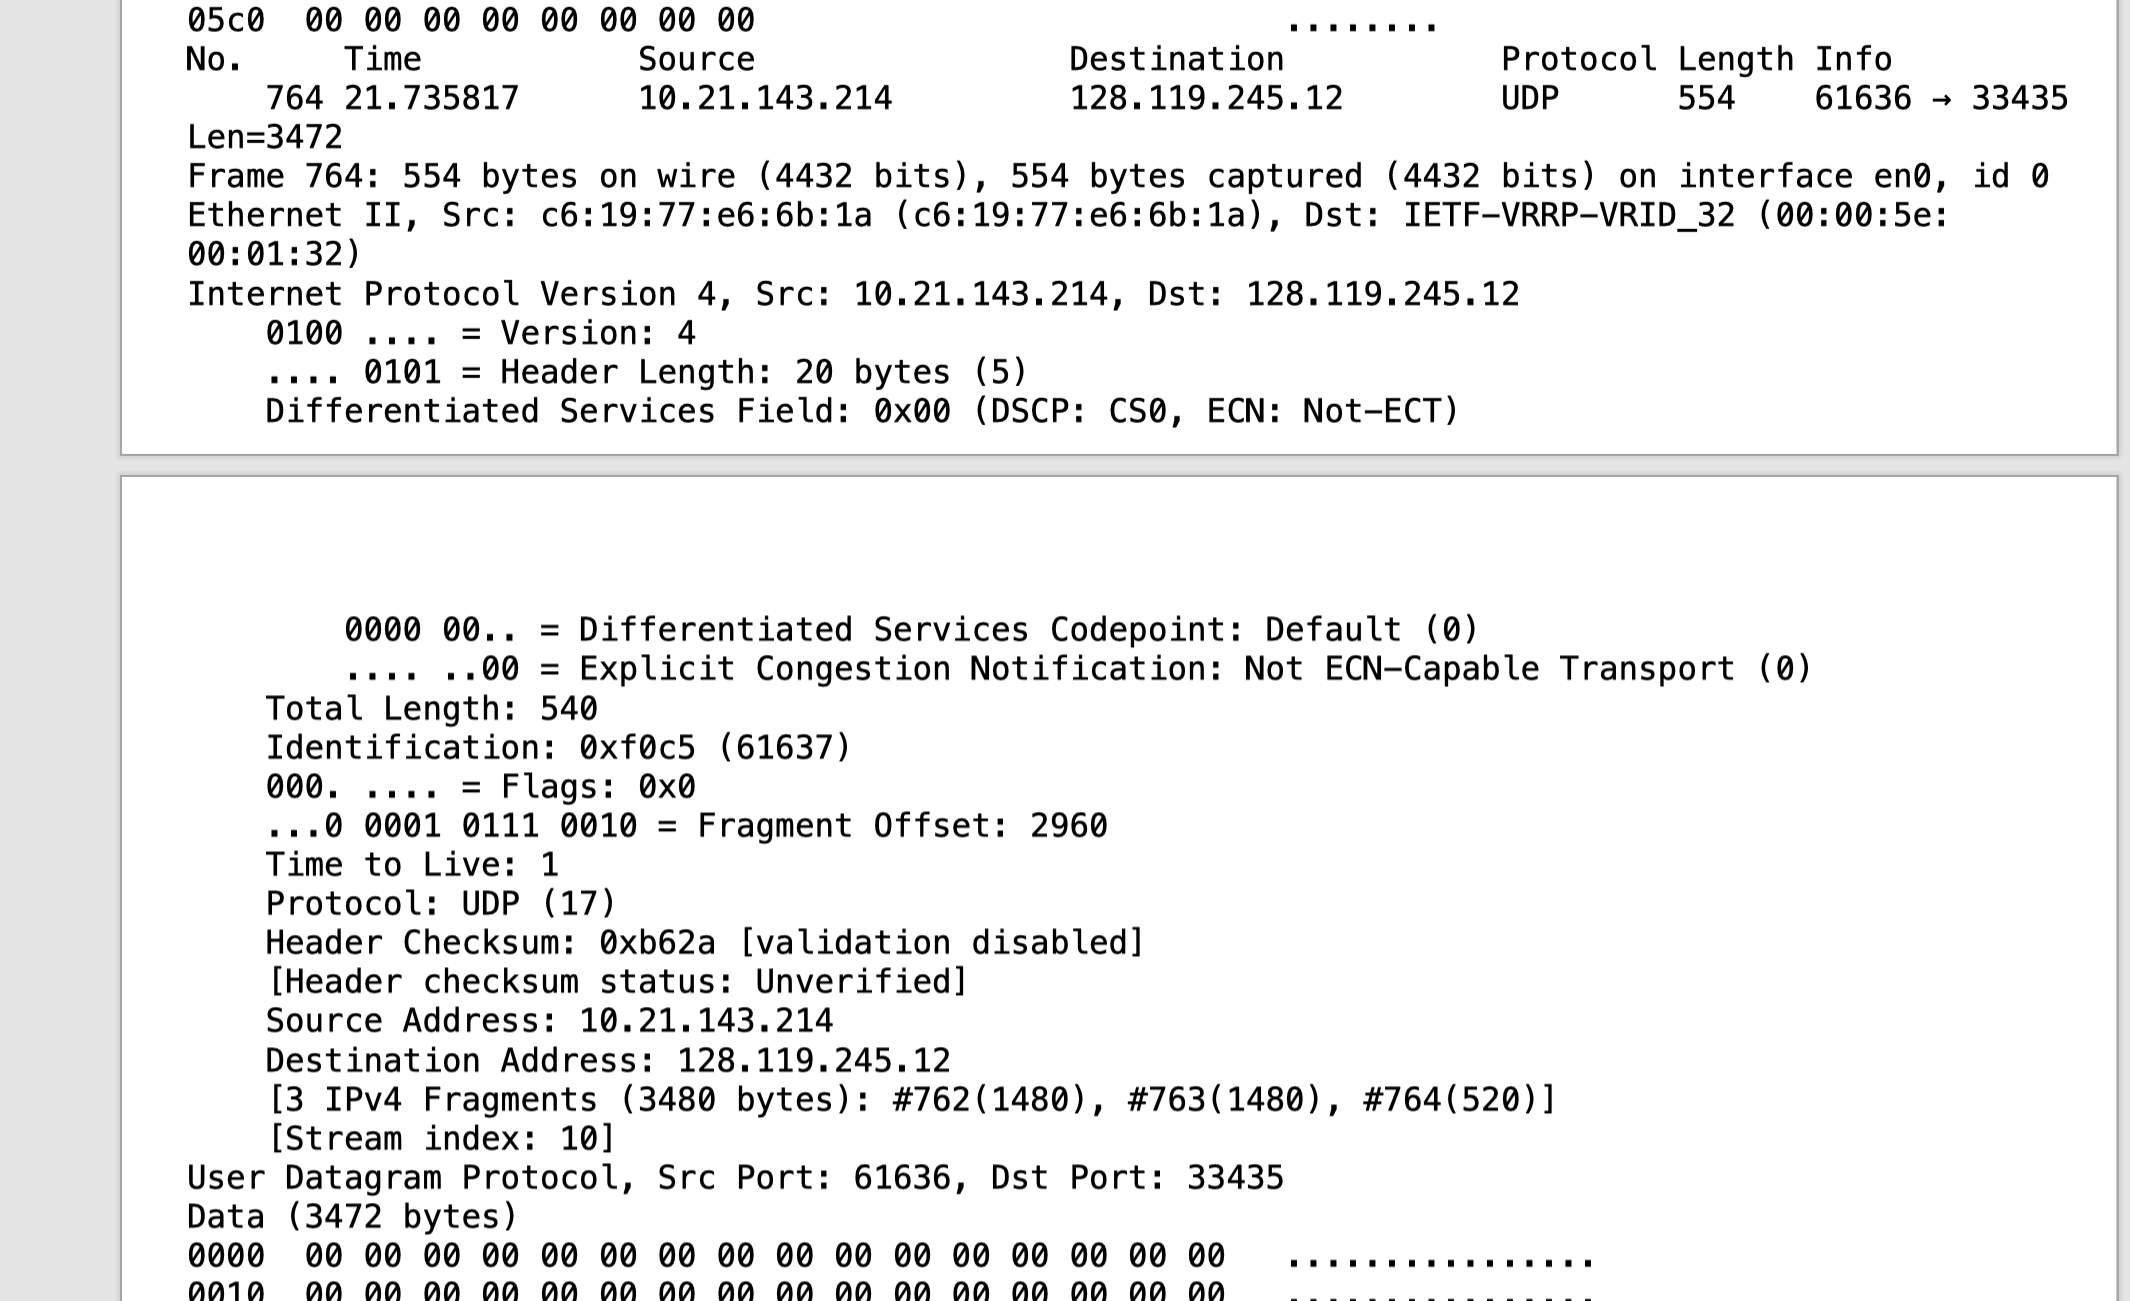 05c0  00 00 00 00 00 00 00 00                           ........
No.     Time           Source                Destination           Protocol Length Info
    764 21.735817      10.21.143.214         128.119.245.12        UDP      554    61636 → 33435
Len=3472
Frame 764: 554 bytes on wire (4432 bits), 554 bytes captured (4432 bits) on interface en0, id 0
Ethernet II, Src: c6:19:77:e6:6b:1a (c6:19:77:e6:6b:1a), Dst: IETF-VRRP-VRID_32 (00:00:5e:
00:01:32)
Internet Protocol Version 4, Src: 10.21.143.214, Dst: 128.119.245.12
    0100 .... = Version: 4
    .... 0101 = Header Length: 20 bytes (5)
    Differentiated Services Field: 0x00 (DSCP: CS0, ECN: Not-ECT)
        0000 00.. = Differentiated Services Codepoint: Default (0)
        .... ..00 = Explicit Congestion Notification: Not ECN-Capable Transport (0)
    Total Length: 540
    Identification: 0xf0c5 (61637)
    000. .... = Flags: 0x0
    ...0 0001 0111 0010 = Fragment Offset: 2960
    Time to Live: 1
    Protocol: UDP (17)
    Header Checksum: 0xb62a [validation disabled]
    [Header checksum status: Unverified]
    Source Address: 10.21.143.214
    Destination Address: 128.119.245.12
    [3 IPv4 Fragments (3480 bytes): #762(1480), #763(1480), #764(520)]
    [Stream index: 10]
User Datagram Protocol, Src Port: 61636, Dst Port: 33435
Data (3472 bytes)
0000  00 00 00 00 00 00 00 00 00 00 00 00 00 00 00 00   ................
0010  00 00 00 00 00 00 00 00 00 00 00 00 00 00 00 00   ................